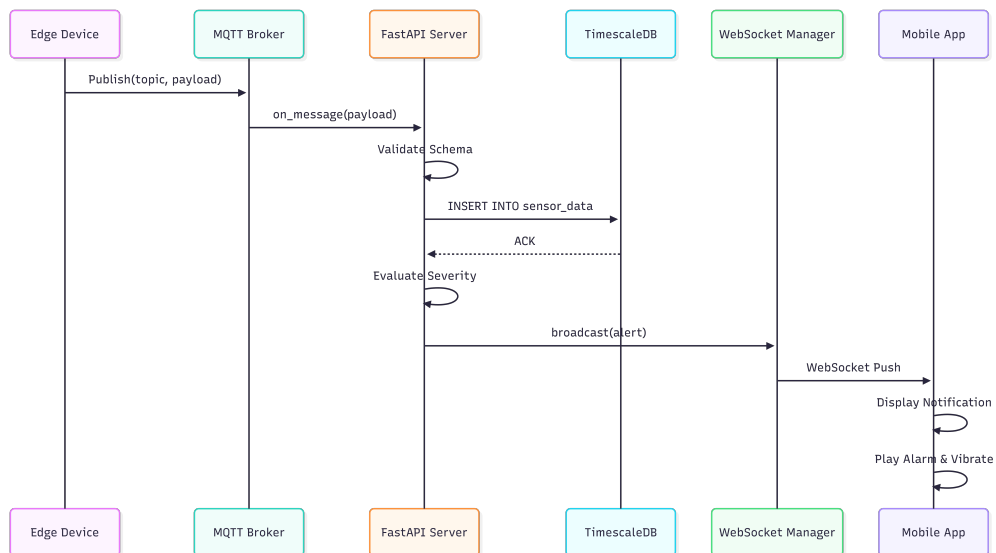 Edge Device
MQTT Broker
FastAPI Server
TimescaleDB
WebSocket Manager
Mobile App
Publish(topic, payload)
on_message(payload)
Validate Schema
INSERT INTO sensor_data
ACK
Evaluate Severity
broadcast(alert)
WebSocket Push
Display Notification
Play Alarm & Vibrate
Edge Device
MQTT Broker
FastAPI Server
TimescaleDB
WebSocket Manager
Mobile App